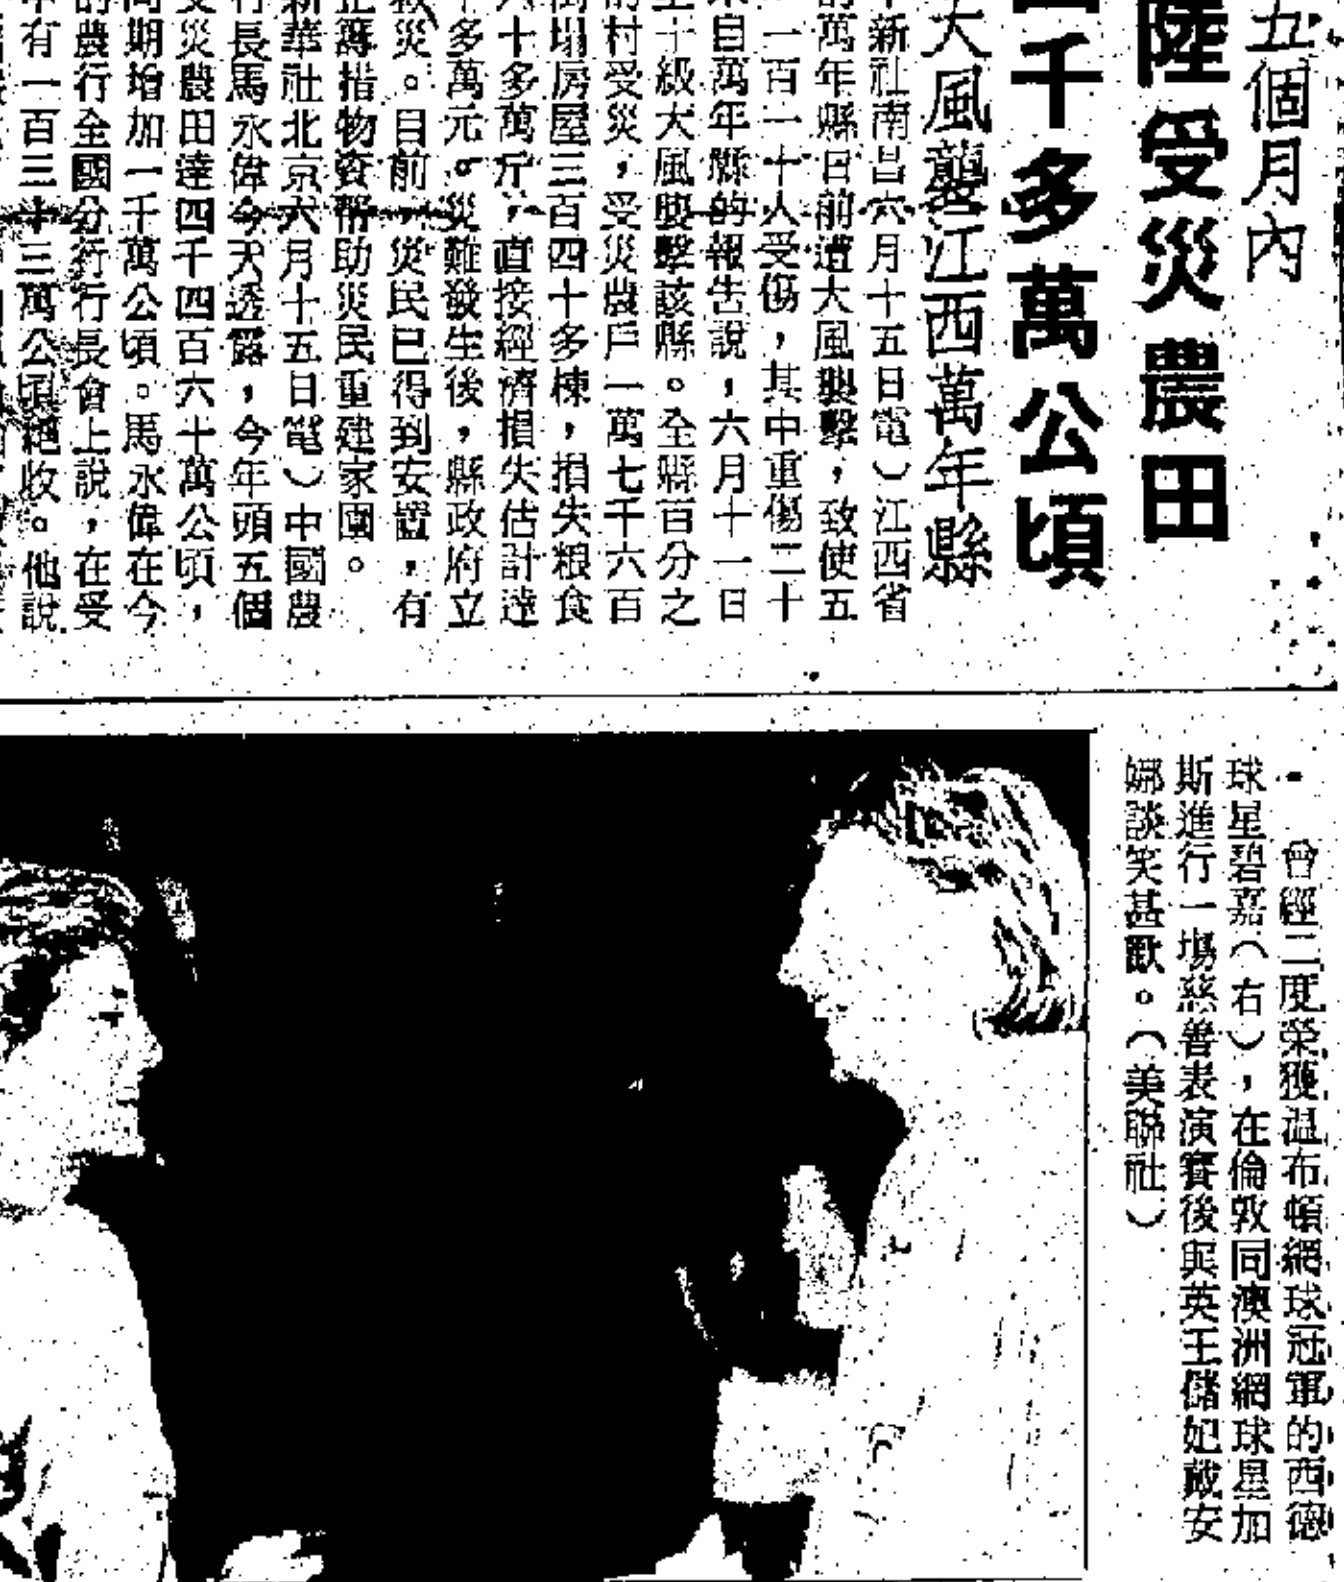 五個月內
陸受災農田
千多萬公頃
大風襲江西萬年縣
新社南昌六月十五日電）江西省
的萬年縣日前遭大風襲擊，致使五
一百一十人受傷，其中重傷二十
來自萬年縣的報告說，六月十一日
至十級大風襲擊該縣。全縣百分之
的村受災，受災農戶一萬七千六百
塌房屋三百四十多棟，損失粮食
六十多萬斤，直接經濟損失估計達
多萬元。災難發生後，縣政府立
救災。目前，災民已得到安置，有
正籌措物資幫助災民重建家園。
新華社北京六月十五日電）中國農
行長馬永偉今天透露，今年頭五個
受災農田達四千四百六十萬公頃，
同期增加一千萬公頃。馬永偉在今
的農行全國分行行長會上說，在受
有一百三十三萬公頃絕收。他說
曾經二度榮獲溫布頓網球冠軍的西德
球星碧嘉（右），在倫敦同澳洲網球星加
斯進行一場慈善表演賽後與英王儲妃戴安
娜談笑甚歡。（美聯社）